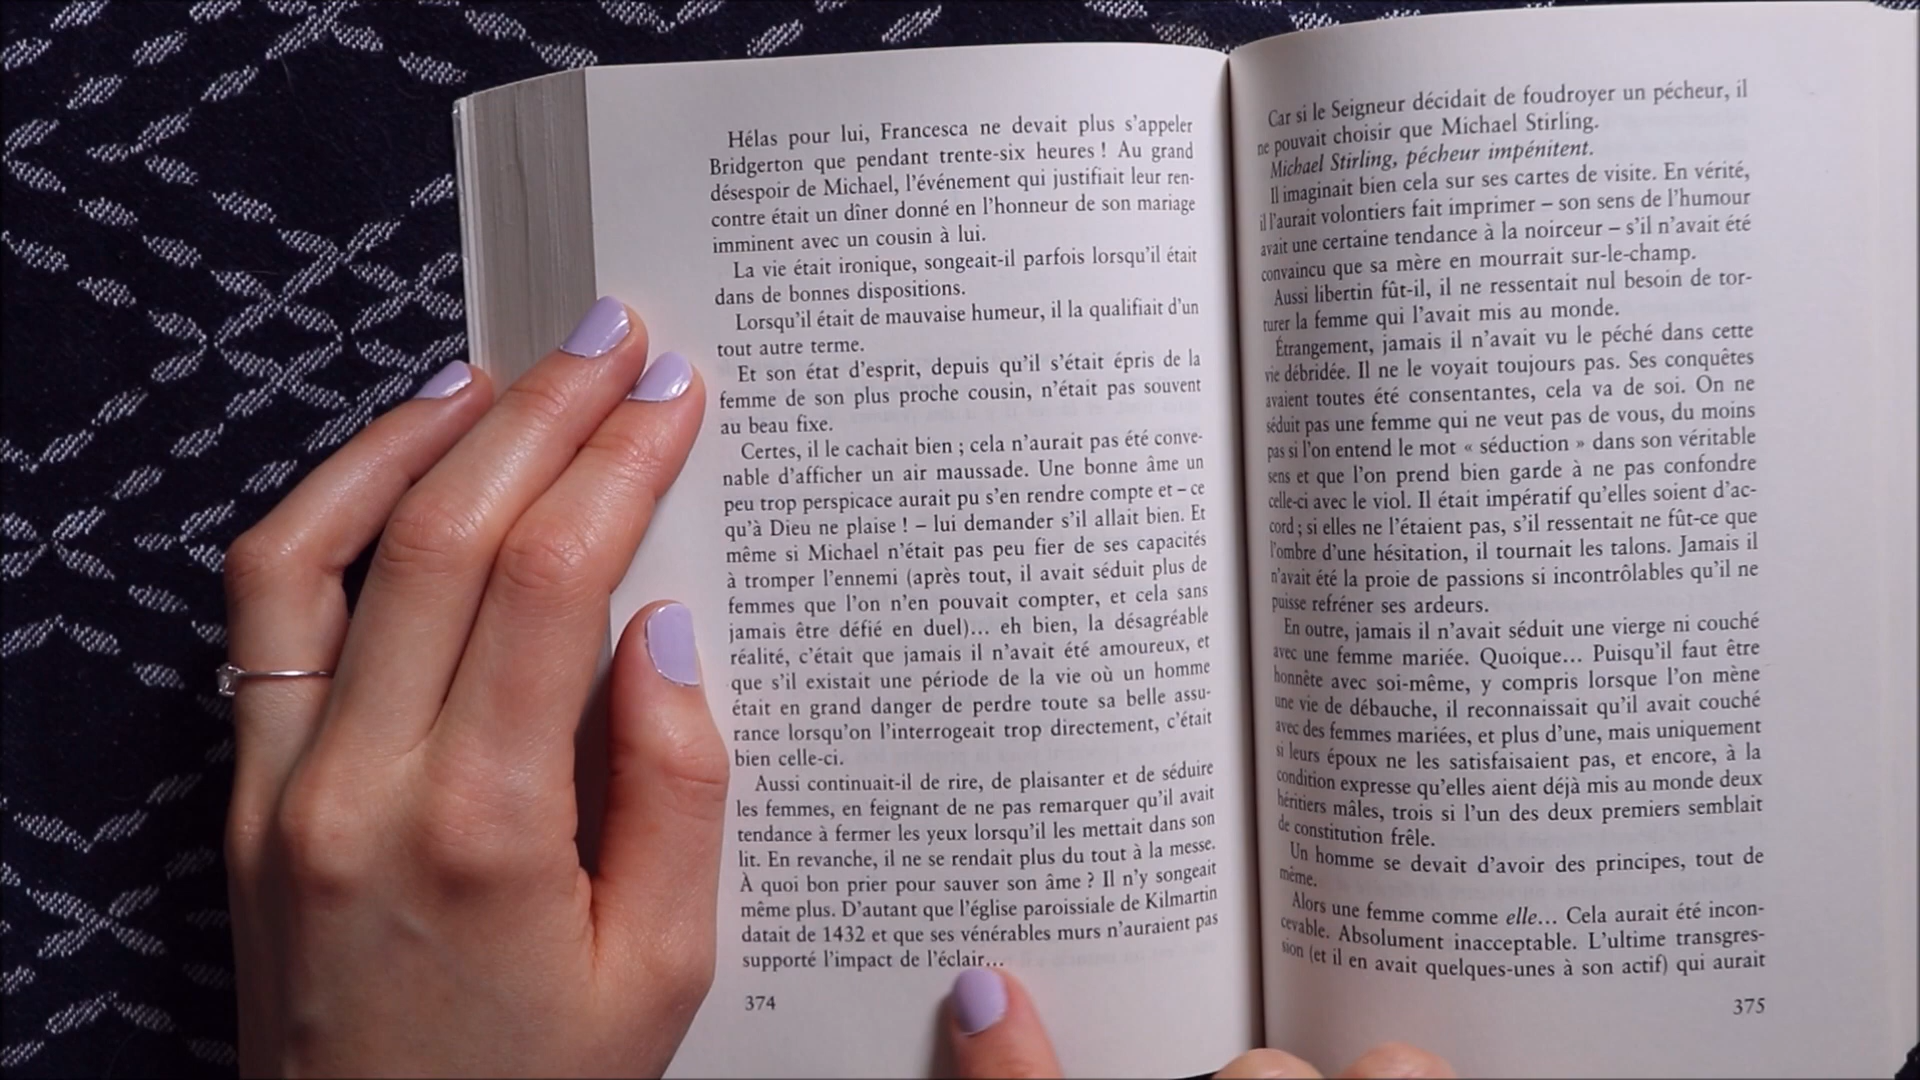 Hélas pour lui, Francesca ne devait plus s'appeler
Bridgerton que pendant trente-six heures ! Au grand
désespoir de Michael, l'événement qui justifiait leur ren-
contre était un dîner donné en l'honneur de son mariage
imminent avec un cousin à lui.
La vie était ironique, songeait-il parfois lorsqu'il était
dans de bonnes dispositions.
Lorsqu'il était de mauvaise humeur, il la qualifiait d'un
tout autre terme.
Et son état d'esprit, depuis qu'il s'était épris de la
femme de son plus proche cousin, n'était pas souvent
au beau fixe.
Certes, il le cachait bien ; cela n'aurait pas été conve-
nable d'afficher un air maussade. Une bonne âme un
peu trop perspicace aurait pu s'en rendre compte et – ce
qu'à Dieu ne plaise ! – lui demander s'il allait bien. Et
même si Michael n'était pas peu fier de ses capacités
à tromper l'ennemi (après tout, il avait séduit plus de
femmes que l'on n'en pouvait compter, et cela sans
jamais être défié en duel)... eh bien, la désagréable
réalité, c'était que jamais il n'avait été amoureux, et
que s'il existait une période de la vie où un homme
était en grand danger de perdre toute sa belle assu-
rance lorsqu'on l'interrogeait trop directement, c'était
bien celle-ci.
Aussi continuait-il de rire, de plaisanter et de séduire
les femmes, en feignant de ne pas remarquer qu'il avait
tendance à fermer les yeux lorsqu'il les mettait dans son
lit. En revanche, il ne se rendait plus du tout à la messe.
À quoi bon prier pour sauver son âme ? Il n'y songeait
même plus. D'autant que l'église paroissiale de Kilmartin
datait de 1432 et que ses vénérables murs n'auraient pas
supporté l'impact de l'éclair...
374
Car si le Seigneur décidait de foudroyer un pécheur, il
ne pouvait choisir que Michael Stirling.
Michael Stirling, pécheur impénitent.
Il imaginait bien cela sur ses cartes de visite. En vérité,
il l'aurait volontiers fait imprimer – son sens de l'humour
avait une certaine tendance à la noirceur – s'il n'avait été
convaincu que sa mère en mourrait sur-le-champ.
Aussi libertin fût-il, il ne ressentait nul besoin de tor-
turer la femme qui l'avait mis au monde.
Étrangement, jamais il n'avait vu le péché dans cette
vie débridée. Il ne le voyait toujours pas. Ses conquêtes
avaient toutes été consentantes, cela va de soi. On ne
séduit pas une femme qui ne veut pas de vous, du moins
pas si l'on entend le mot « séduction » dans son véritable
sens et que l'on prend bien garde à ne pas confondre
celle-ci avec le viol. Il était impératif qu'elles soient d'ac-
cord ; si elles ne l'étaient pas, s'il ressentait ne fût-ce que
l'ombre d'une hésitation, il tournait les talons. Jamais il
n'avait été la proie de passions si incontrôlables qu'il ne
puisse refréner ses ardeurs.
En outre, jamais il n'avait séduit une vierge ni couché
avec une femme mariée. Quoique... Puisqu'il faut être
honnête avec soi-même, y compris lorsque l'on mène
une vie de débauche, il reconnaissait qu'il avait couché
avec des femmes mariées, et plus d'une, mais uniquement
si leurs époux ne les satisfaisaient pas, et encore, à la
condition expresse qu'elles aient déjà mis au monde deux
héritiers mâles, trois si l'un des deux premiers semblait
de constitution frêle.
Un homme se devait d'avoir des principes, tout de
même.
Alors une femme comme elle... Cela aurait été incon-
cevable. Absolument inacceptable. L'ultime transgres-
sion (et il en avait quelques-unes à son actif) qui aurait
375